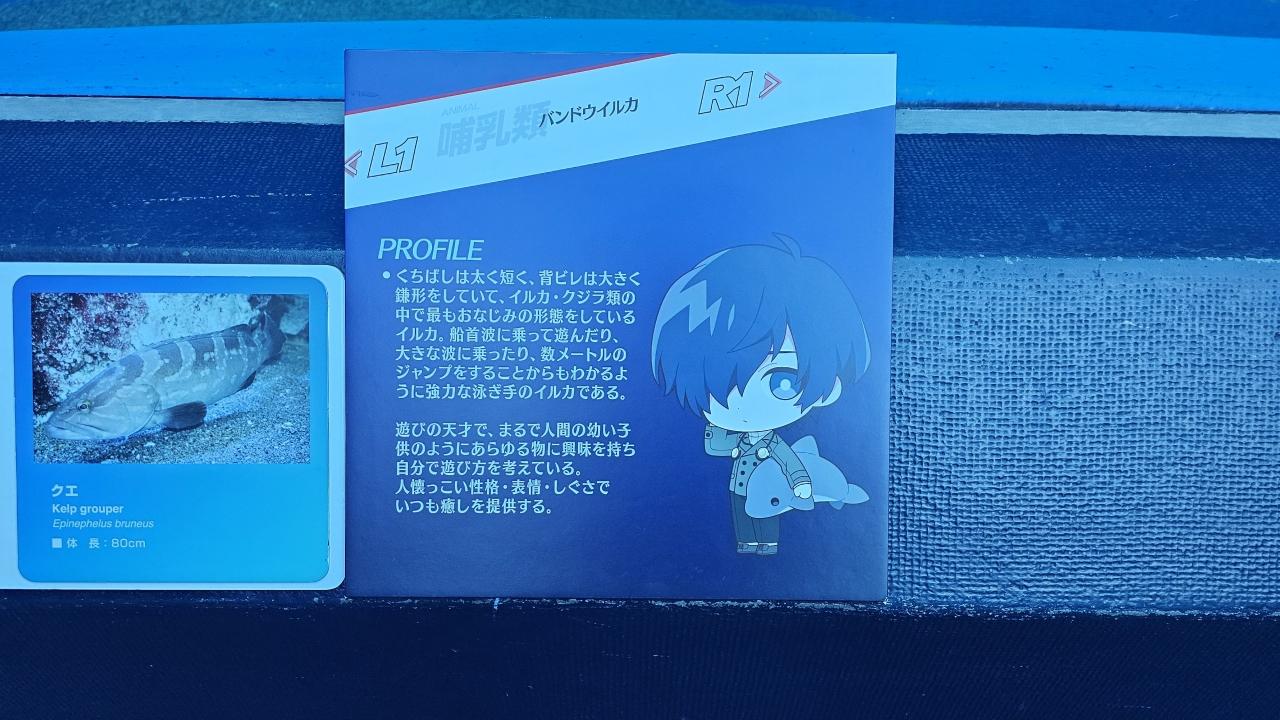 ANIMAL
哺乳類 バンドウイルカ
L1
R1
PROFILE
● くちばしは太く短く、背ビレは大きく
鎌形をしていて、イルカ・クジラ類の
中で最もおなじみの形態をしている
イルカ。船首波に乗って遊んだり、
大きな波に乗ったり、数メートルの
ジャンプをすることからもわかるよ
うに強力な泳ぎ手のイルカである。
遊びの天才で、まるで人間の幼い子
供のようにあらゆる物に興味を持ち
自分で遊び方を考えている。
人懐っこい性格・表情・しぐさで
いつも癒しを提供する。
クエ
Kelp grouper
Epinephelus bruneus
■ 体 長:80cm